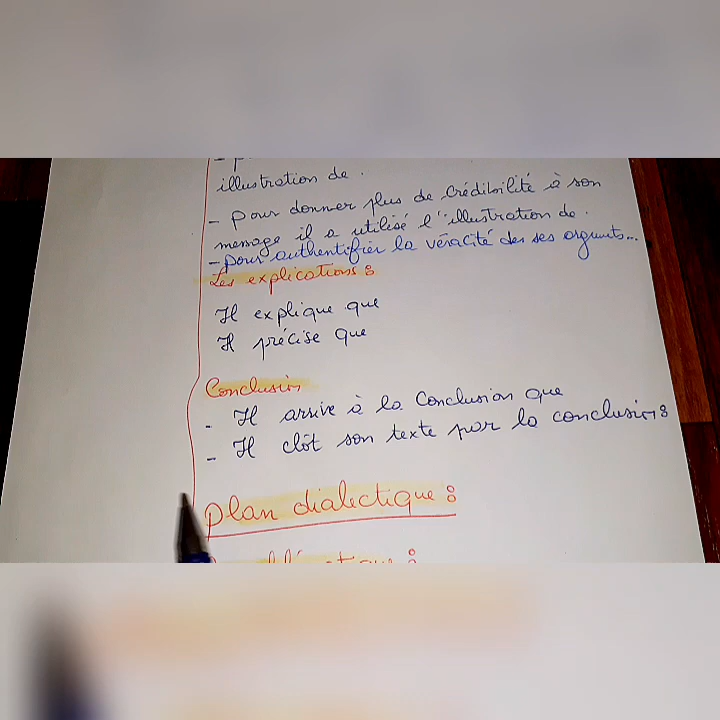 illustration de.
- pour donner plus de crédibilité à son
message il a utilisé l'illustration de.
- pour authentifier la véracité des ses argumts...
Les explications :
Il explique que
Il précise que
Conclusion
- Il arrive à la Conclusion que
- Il clôt son texte par la conclusion :
plan dialectique :